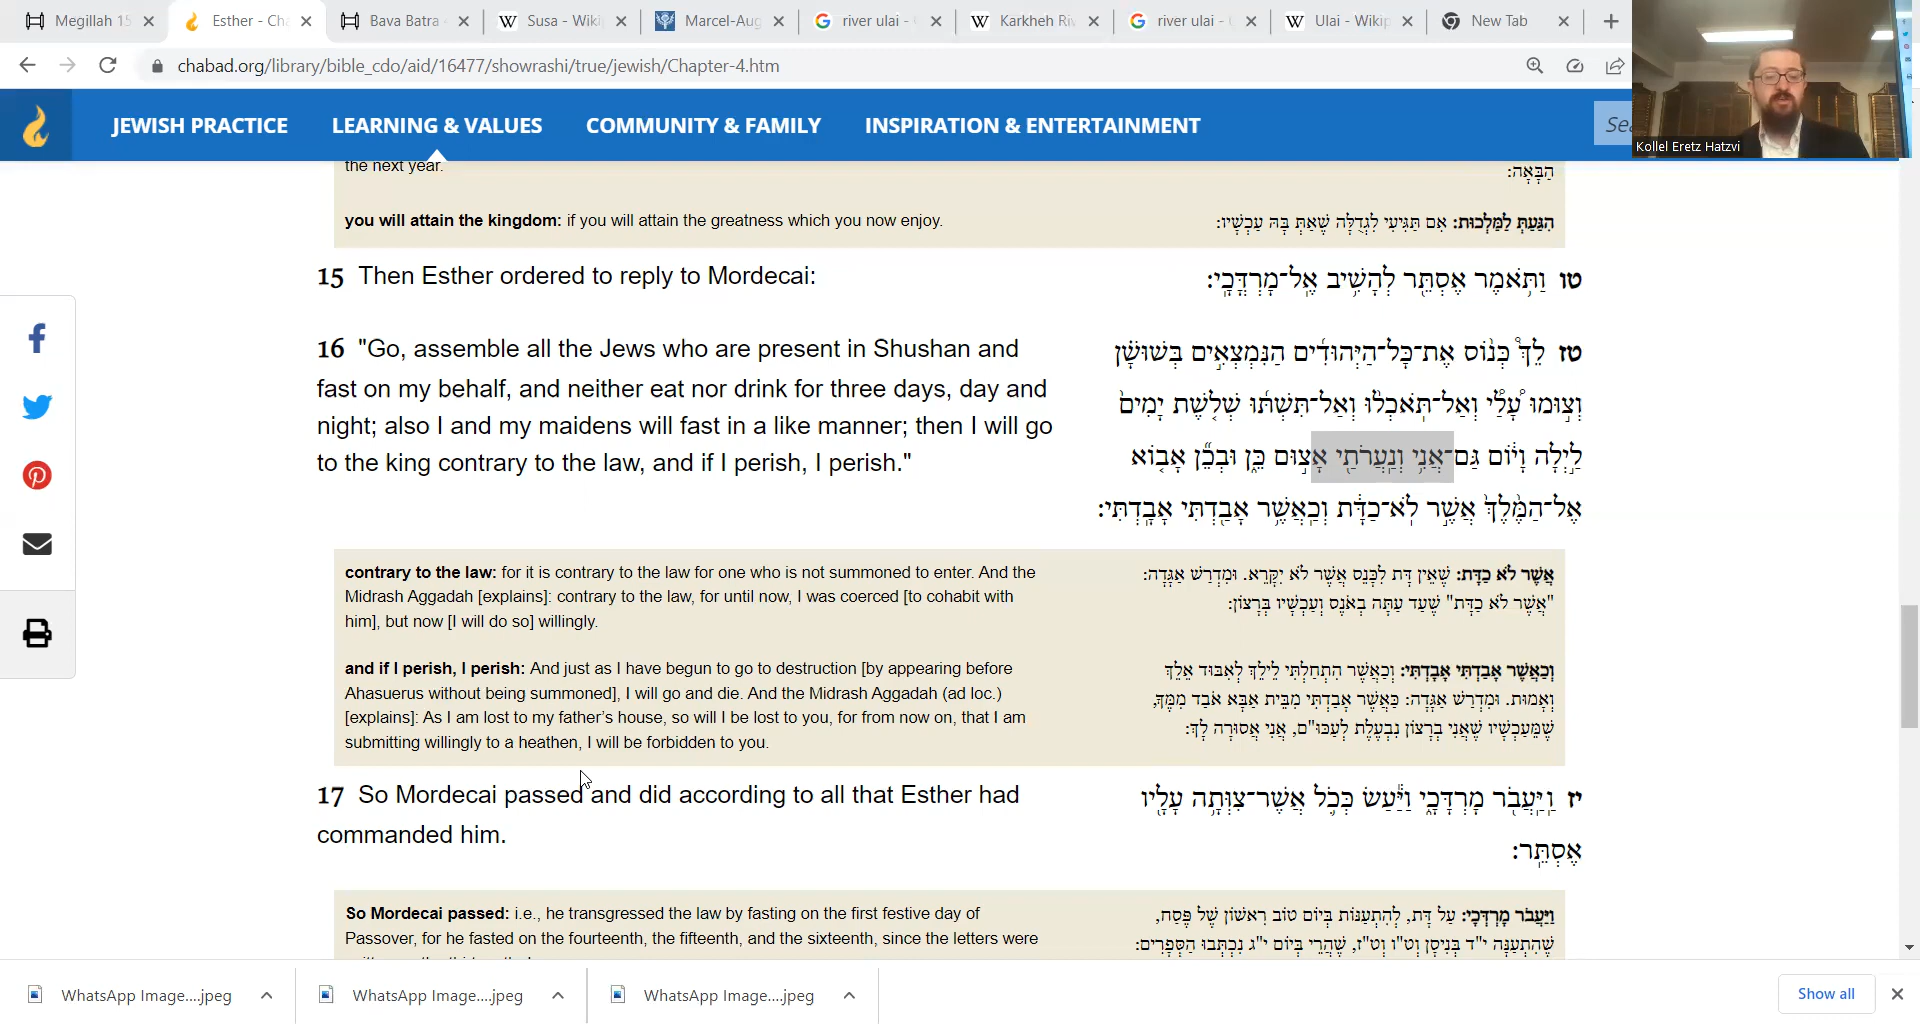 Megillah 15
Esther - Cha
Bava Batra
Susa - Wikip
Marcel-Aug
river ulai -
Karkheh Riv
river ulai -
Ulai - Wikip
New Tab
chabad.org/library/bible_cdo/aid/16477/showrashi/true/jewish/Chapter-4.htm
Kollel Eretz Hatzvi
JEWISH PRACTICE
LEARNING & VALUES
COMMUNITY & FAMILY
INSPIRATION & ENTERTAINMENT
Sea
the next year.
הַבָּאָה:
you will attain the kingdom: if you will attain the greatness which you now enjoy.
הִגַּעַתְּ לַמַּלְכוּת: אִם תַּגִּיעִי לִגְדֻלָּה שֶׁאַתְּ בָּהּ עַכְשָׁיו:
15 Then Esther ordered to reply to Mordecai:
טו וַתֹּ֥אמֶר אֶסְתֵּ֖ר לְהָשִׁ֥יב אֶֽל־מָרְדֳּכָֽי:
16 "Go, assemble all the Jews who are present in Shushan and
fast on my behalf, and neither eat nor drink for three days, day and
night; also I and my maidens will fast in a like manner; then I will go
to the king contrary to the law, and if I perish, I perish."
טז לֵךְ֩ כְּנ֨וֹס אֶת־כָּל־הַיְּהוּדִ֜ים הַנִּמְצְאִ֣ים בְּשׁוּשָׁ֗ן
וְצ֣וּמוּ עָ֠לַ֠י וְאַל־תֹּֽאכְל֨וּ וְאַל־תִּשְׁתּ֜וּ שְׁל֤שֶׁת יָמִים֙
לַ֣יְלָה וָי֔וֹם גַּם־אֲנִ֥י וְנַֽעֲרֹתַ֖י אָצ֣וּם כֵּ֑ן וּבְכֵ֞ן אָב֤וֹא
אֶל־הַמֶּ֨לֶךְ֙ אֲשֶׁ֣ר לֹֽא־כַדָּ֔ת וְכַֽאֲשֶׁ֥ר אָבַ֖דְתִּי אָבָֽדְתִּי:
contrary to the law: for it is contrary to the law for one who is not summoned to enter. And the
Midrash Aggadah [explains]: contrary to the law, for until now, I was coerced [to cohabit with
him], but now [I will do so] willingly.
אֲשֶׁר לֹא כַדָּת: שֶׁאֵין דָּת לִכָּנֵס אֲשֶׁר לֹא יִקָּרֵא. וּמִדְרַשׁ אַגָּדָה:
"אֲשֶׁר לֹא כַדָּת" שֶׁעַד עַתָּה בְּאֹנֶס וְעַכְשָׁיו בְּרָצוֹן:
and if I perish, I perish: And just as I have begun to go to destruction [by appearing before
Ahasuerus without being summoned], I will go and die. And the Midrash Aggadah (ad loc.)
[explains]: As I am lost to my father's house, so will I be lost to you, for from now on, that I am
submitting willingly to a heathen, I will be forbidden to you.
וְכַאֲשֶׁר אָבַדְתִּי אָבָדְתִּי: וְכַאֲשֶׁר הִתְחַלְתִּי לֵילֵךְ לְאִבּוּד אֵלֵךְ
וְאָמוּת. וּמִדְרַשׁ אַגָּדָה: כַּאֲשֶׁר אָבַדְתִּי מִבֵּית אַבָּא אֹבַד מִמְּךָ,
שֶׁמֵּעַכְשָׁיו שֶׁאֲנִי בְרָצוֹן נִבְעֶלֶת לְעַכּוּ"ם, אֲנִי אֲסוּרָה לָךְ:
17 So Mordecai passed and did according to all that Esther had
commanded him.
יז וַֽיַּעֲבֹ֖ר מָרְדֳּכָ֑י וַיַּ֕עַשׂ כְּכֹ֛ל אֲשֶׁר־צִוְּתָ֥ה עָלָ֖יו
אֶסְתֵּֽר:
So Mordecai passed: i.e., he transgressed the law by fasting on the first festive day of
Passover, for he fasted on the fourteenth, the fifteenth, and the sixteenth, since the letters were
וַיַּעֲבֹר מָרְדֳּכָי: עַל דָּת, לְהִתְעַנּוֹת בְּיוֹם טוֹב רִאשׁוֹן שֶׁל פֶּסַח,
שֶׁהִתְעַנָּה י"ד בְּנִיסָן וְט"ו וְט"ז, שֶׁהֲרֵי בְּיוֹם י"ג נִכְתְּבוּ הַסְּפָרִים:
WhatsApp Image....jpeg
WhatsApp Image....jpeg
WhatsApp Image....jpeg
Show all